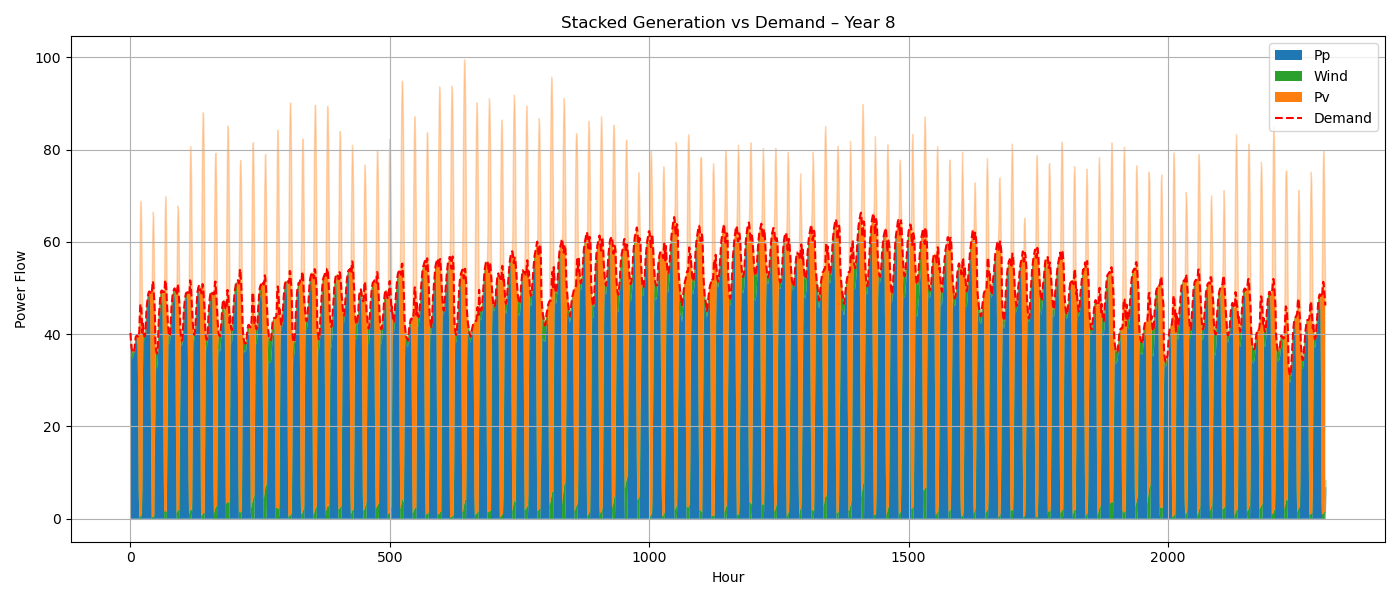 Stacked Generation vs Demand – Year 8
Power Flow
100
80
60
40
20
0
0
500
1000
1500
2000
Hour
Pp
Wind
Pv
Demand